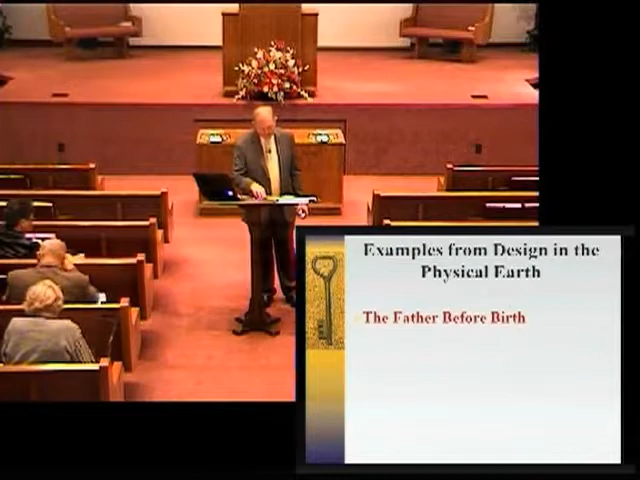 Examples from Design in the
Physical Earth
The Father Before Birth